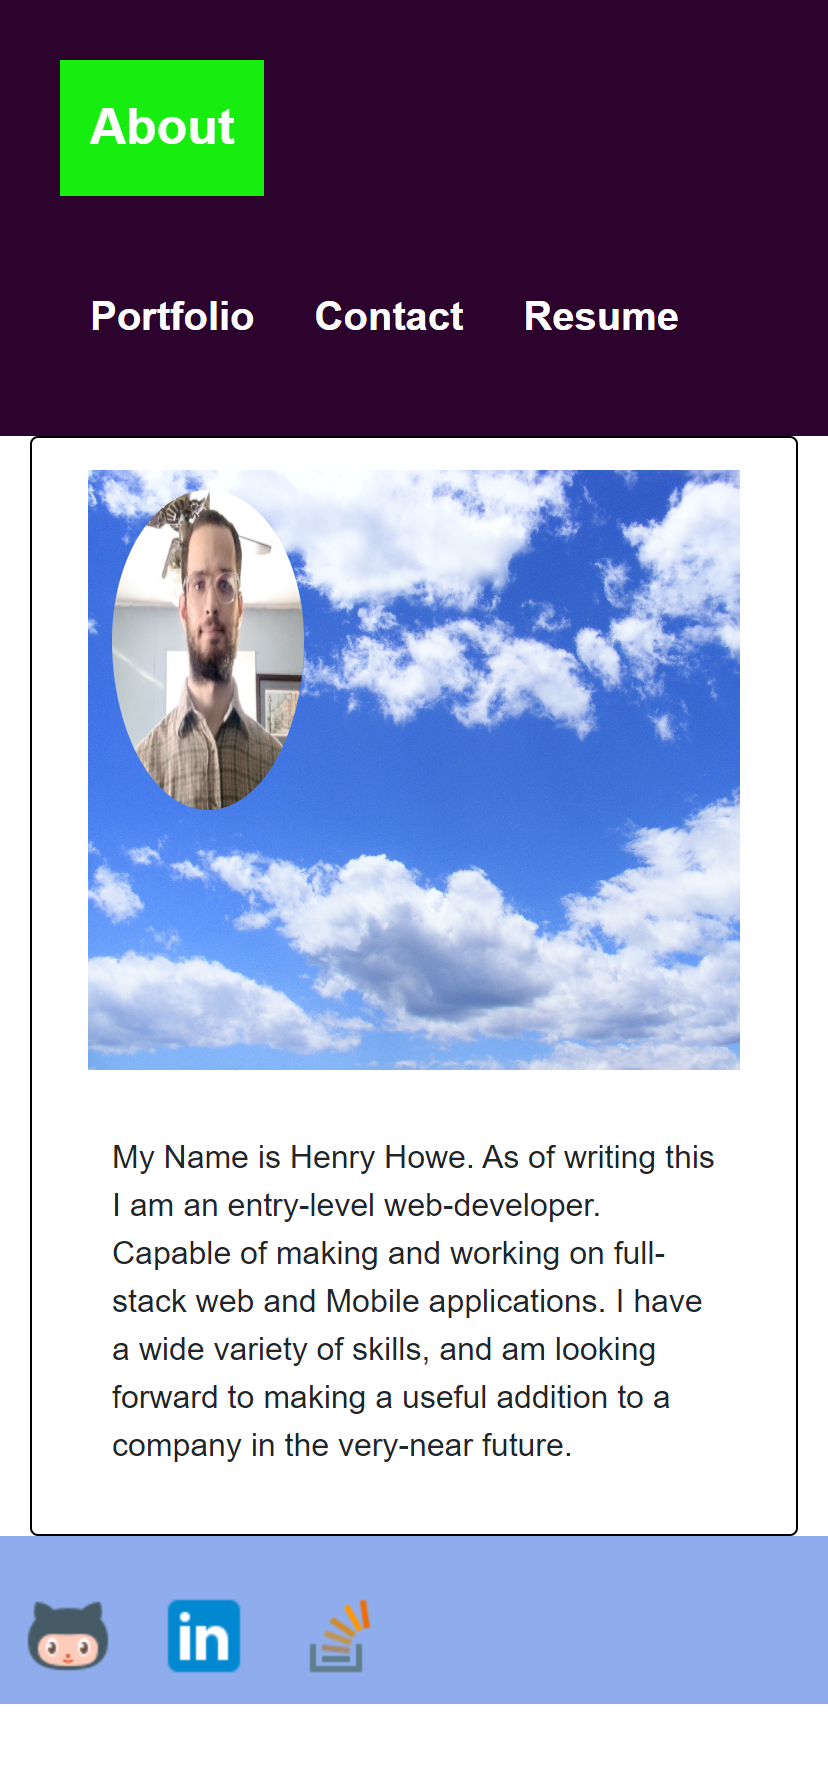 About
Portfolio Contact Resume
My Name is Henry Howe. As of writing this
I am an entry-level web-developer.
Capable of making and working on full-
stack web and Mobile applications. I have
a wide variety of skills, and am looking
forward to making a useful addition to a
company in the very-near future.
in